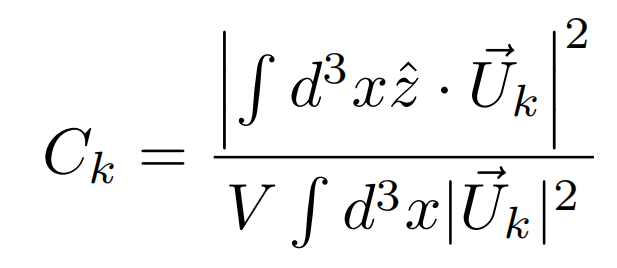 $$C_k = \frac{\left| \int d^3x \hat{z} \cdot \vec{U}_k \right|^2}{V \int d^3x |\vec{U}_k|^2}$$